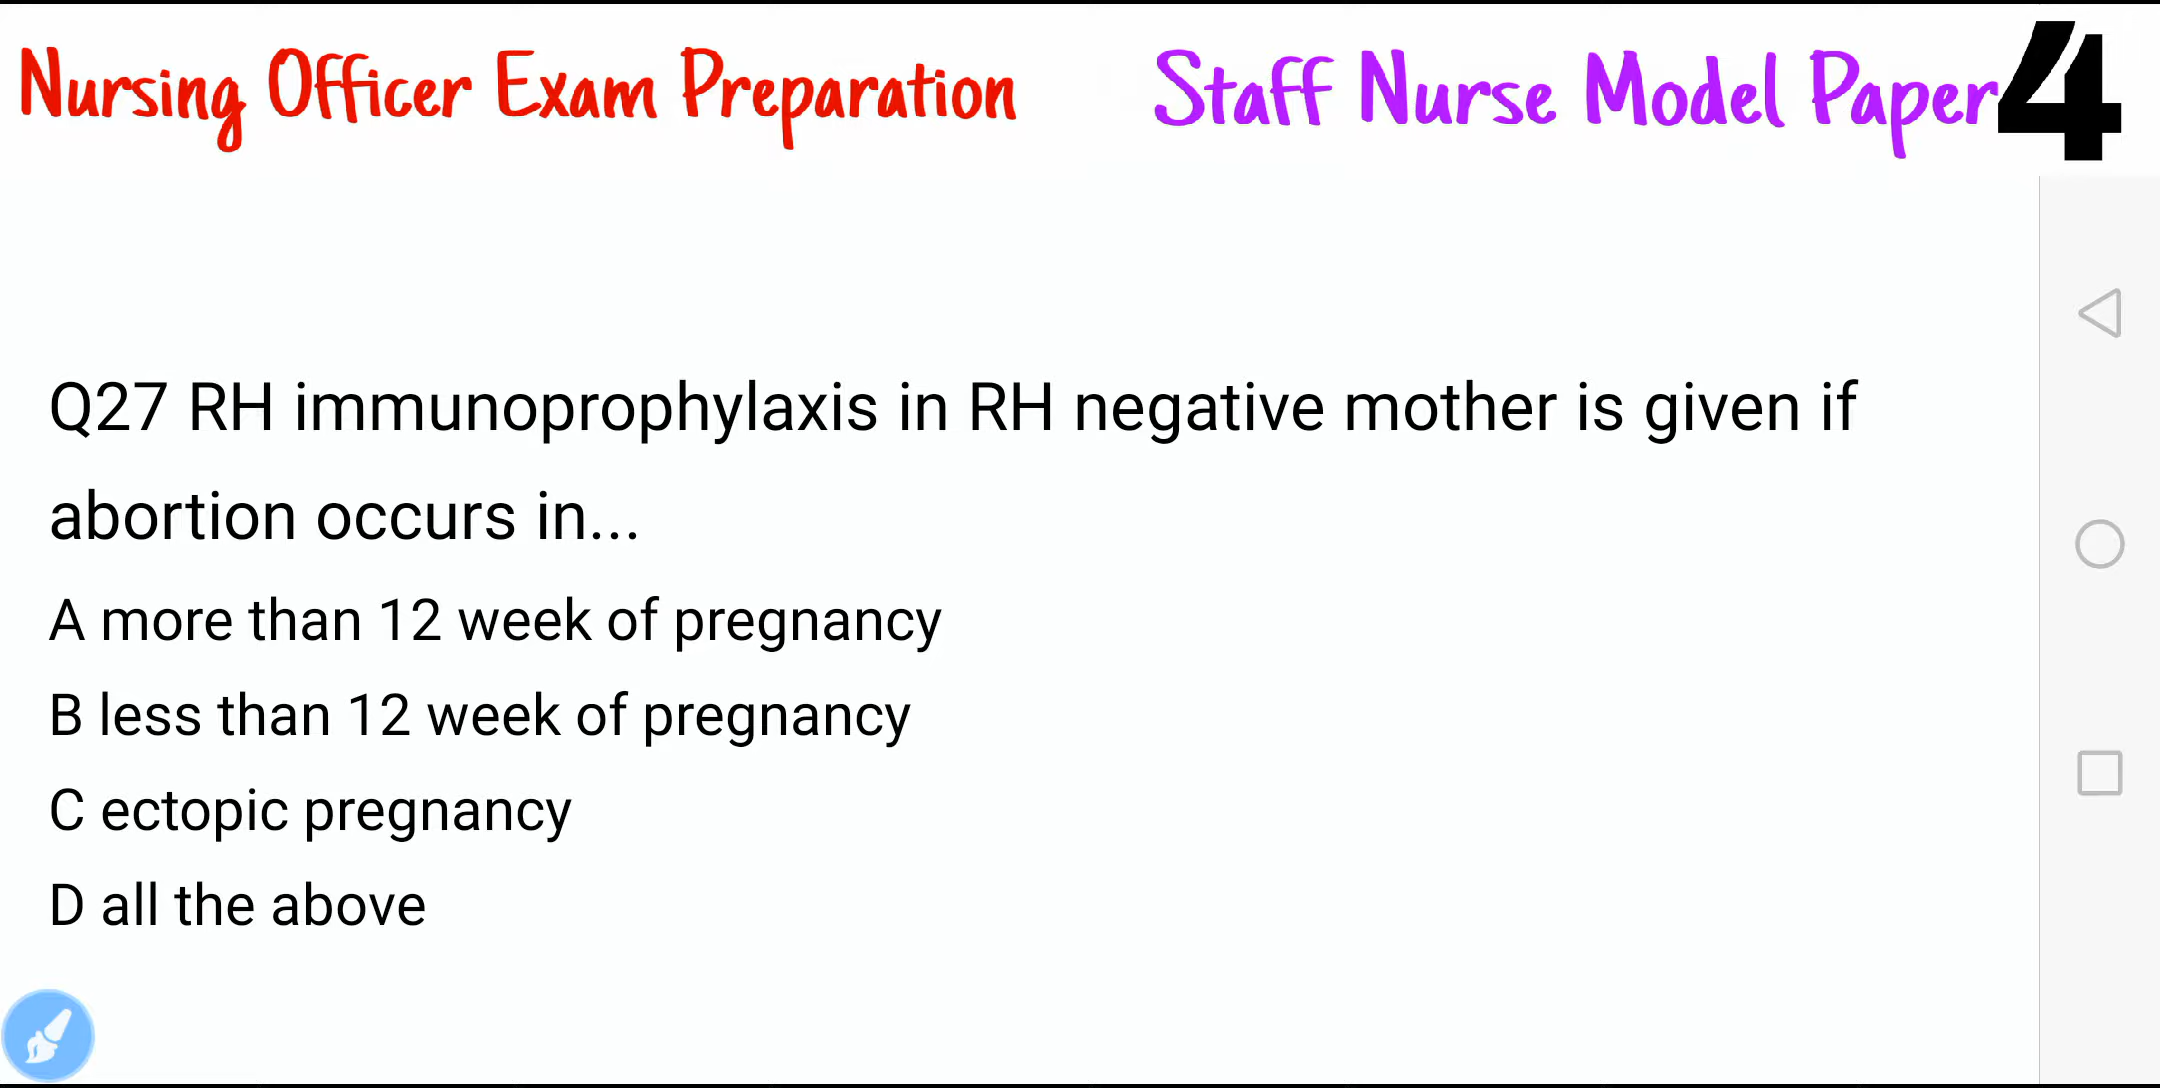 Nursing Officer Exam Preparation Staff Nurse Model Paper 4
Q27 RH immunoprophylaxis in RH negative mother is given if
abortion occurs in...
A more than 12 week of pregnancy
B less than 12 week of pregnancy
C ectopic pregnancy
D all the above